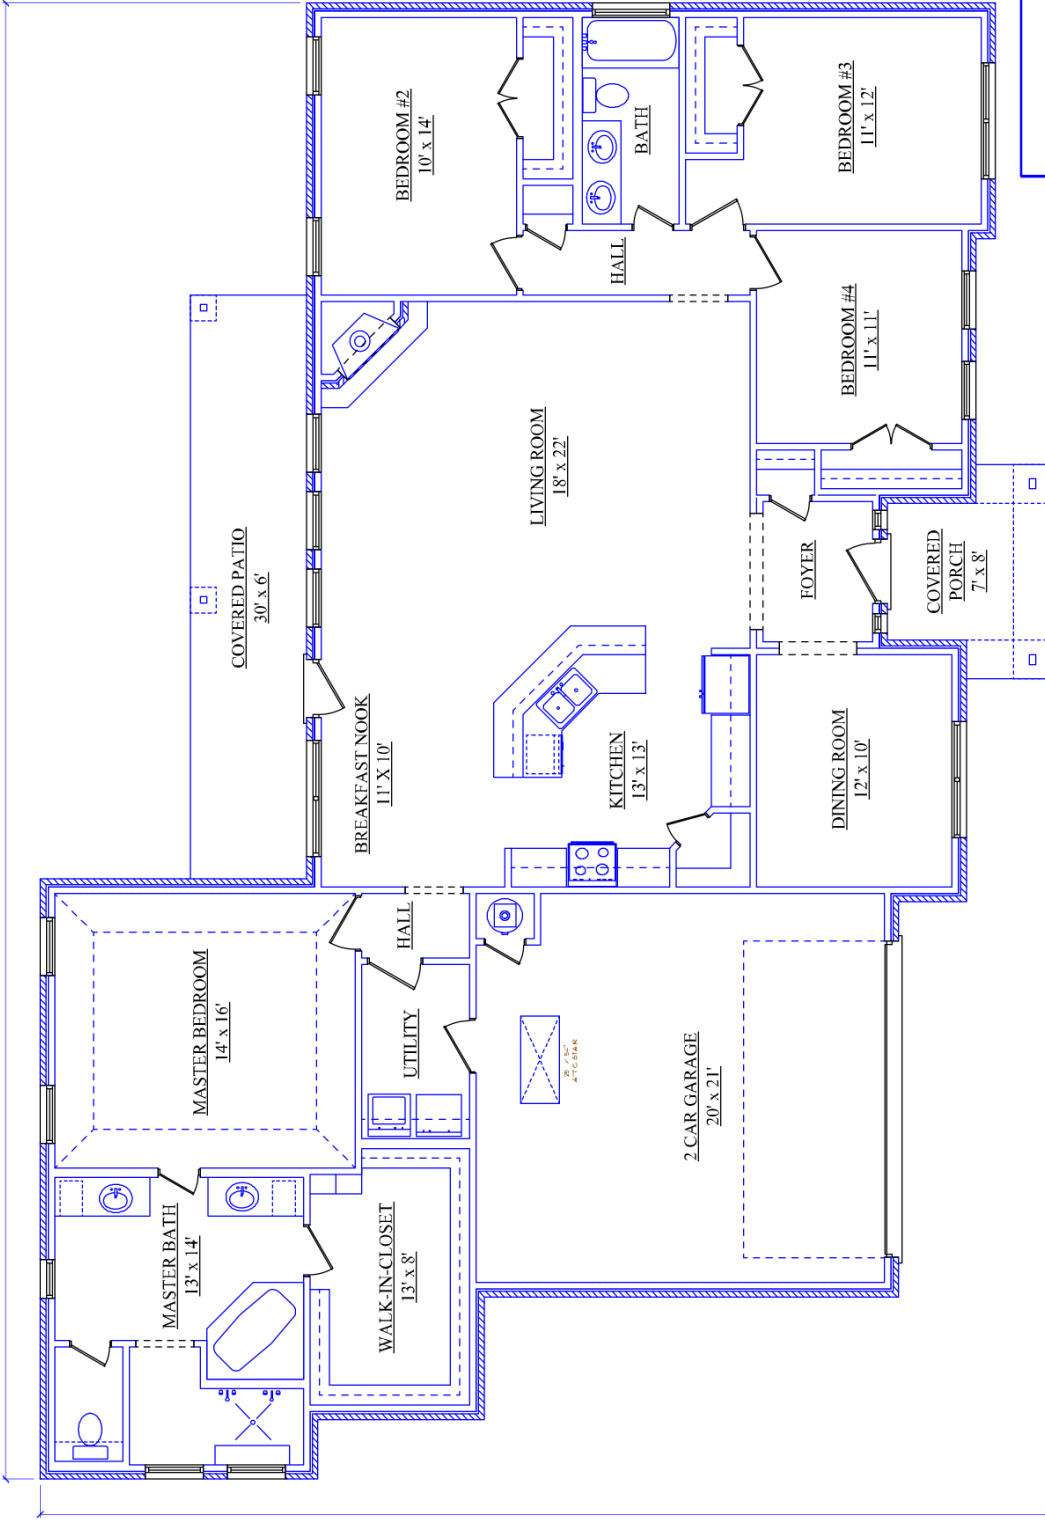 MASTER BEDROOM
14' x 16'
MASTER BATH
13' x 14'
WALK-IN-CLOSET
13' x 8'
UTILITY
HALL
2 CAR GARAGE
20' x 21'
COVERED PATIO
30' x 6'
BREAKFAST NOOK
11' X 10'
KITCHEN
13' x 13'
DINING ROOM
12' x 10'
LIVING ROOM
18' x 22'
FOYER
COVERED
PORCH
7' x 8'
BEDROOM #2
10' x 14'
HALL
BATH
BEDROOM #3
11' x 12'
BEDROOM #4
11' x 11'